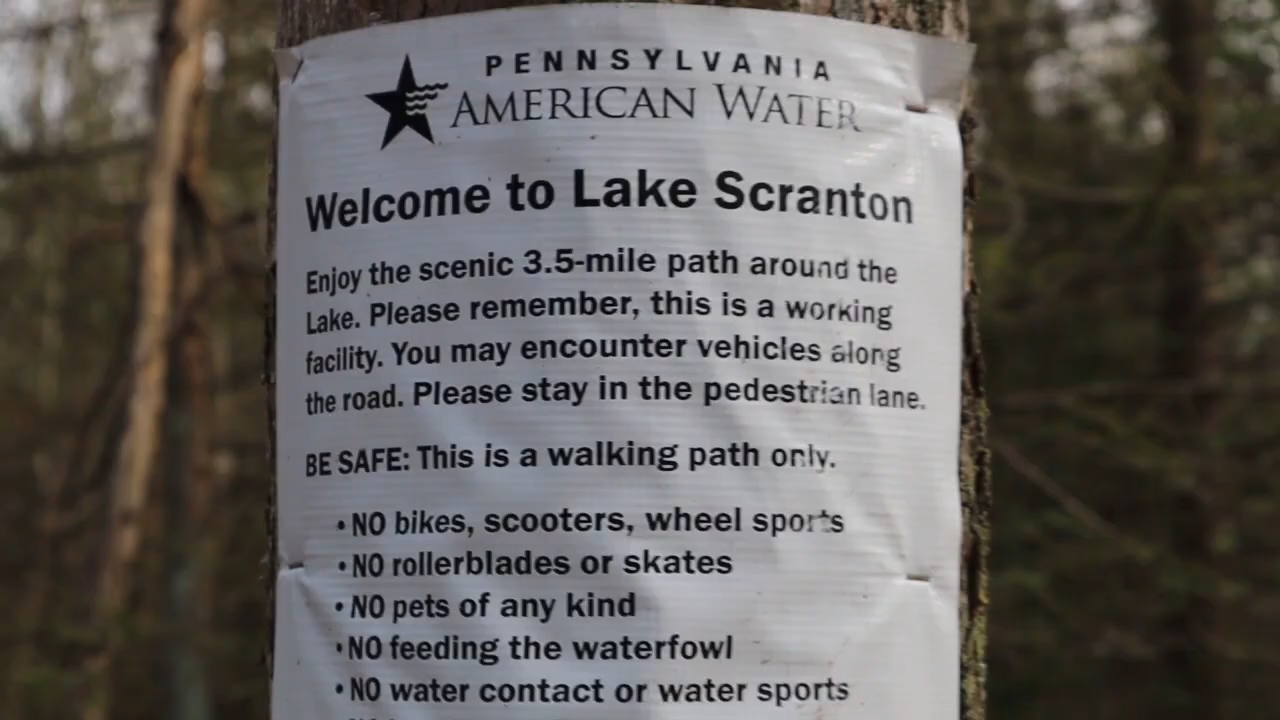 PENNSYLVANIA
AMERICAN WATER
Welcome to Lake Scranton
Enjoy the scenic 3.5-mile path around the
Lake. Please remember, this is a working
facility. You may encounter vehicles along
the road. Please stay in the pedestrian lane.
BE SAFE: This is a walking path only.
• NO bikes, scooters, wheel sports
• NO rollerblades or skates
• NO pets of any kind
• NO feeding the waterfowl
• NO water contact or water sports